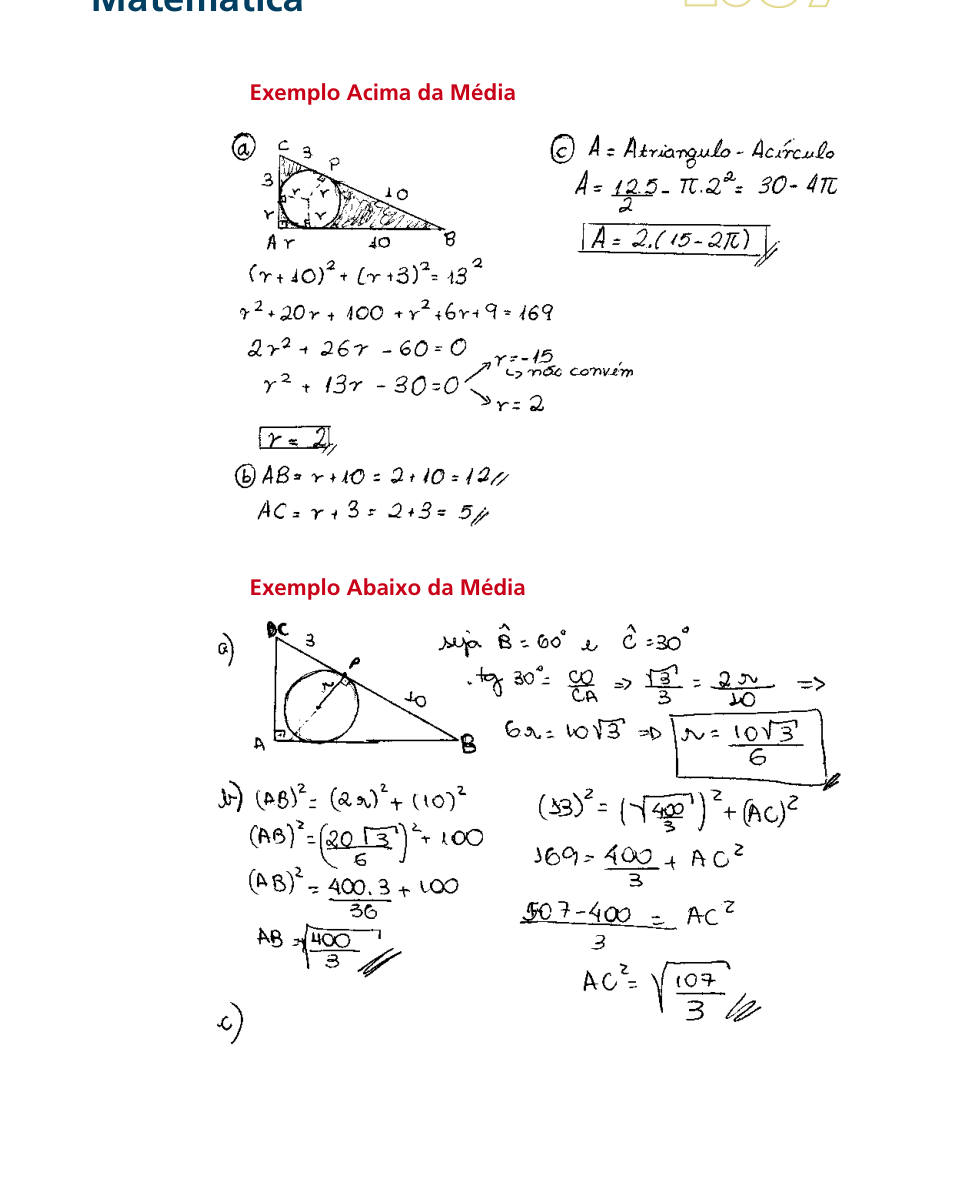 Matemática
Exemplo Acima da Média
a
C 3 P
3 r r r r 10
A r 10 B
(r+10)² + (r+3)² = 13²
r² + 20r + 100 + r² + 6r + 9 = 169
2r² + 26r - 60 = 0
r² + 13r - 30 = 0
r = -15
↳ não convém
r = 2
r = 2
b AB = r + 10 = 2 + 10 = 12
AC = r + 3 = 2 + 3 = 5
c A = Atriangulo - Acírculo
A = 12.5/2 - π.2² = 30 - 4π
A = 2.(15 - 2π)
Exemplo Abaixo da Média
a)
C 3 P
r 10
A B
seja B̂ = 60° e Ĉ = 30°
. tg 30° = CO/CA => √3/3 = 2r/10 =>
6r = 10√3 => r = 10√3/6
b) (AB)² = (2r)² + (10)²
(AB)² = (20√3/6)² + 100
(AB)² = 400.3/36 + 100
AB = √400/3
(13)² = (√400/3)² + (AC)²
169 = 400/3 + AC²
507-400/3 = AC²
AC² = √107/3
c)